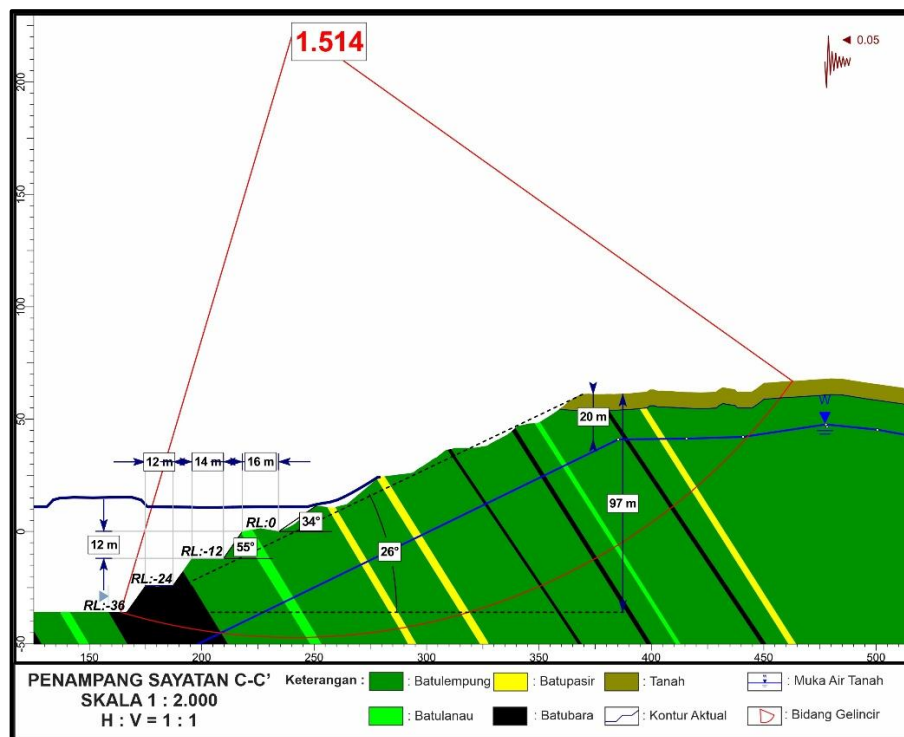 1.514
0.05
200
150
100
50
0
-50
12 m
14 m
16 m
20 m
W
97 m
12 m
RL:0
34°
RL:-12
55°
26°
RL:-24
RL:-36
150
200
250
300
350
400
450
500
PENAMPANG SAYATAN C-C'
SKALA 1 : 2.000
H : V = 1 : 1
Keterangan :
: Batulempung
: Batupasir
: Tanah
: Muka Air Tanah
: Batulanau
: Batubara
: Kontur Aktual
: Bidang Gelincir